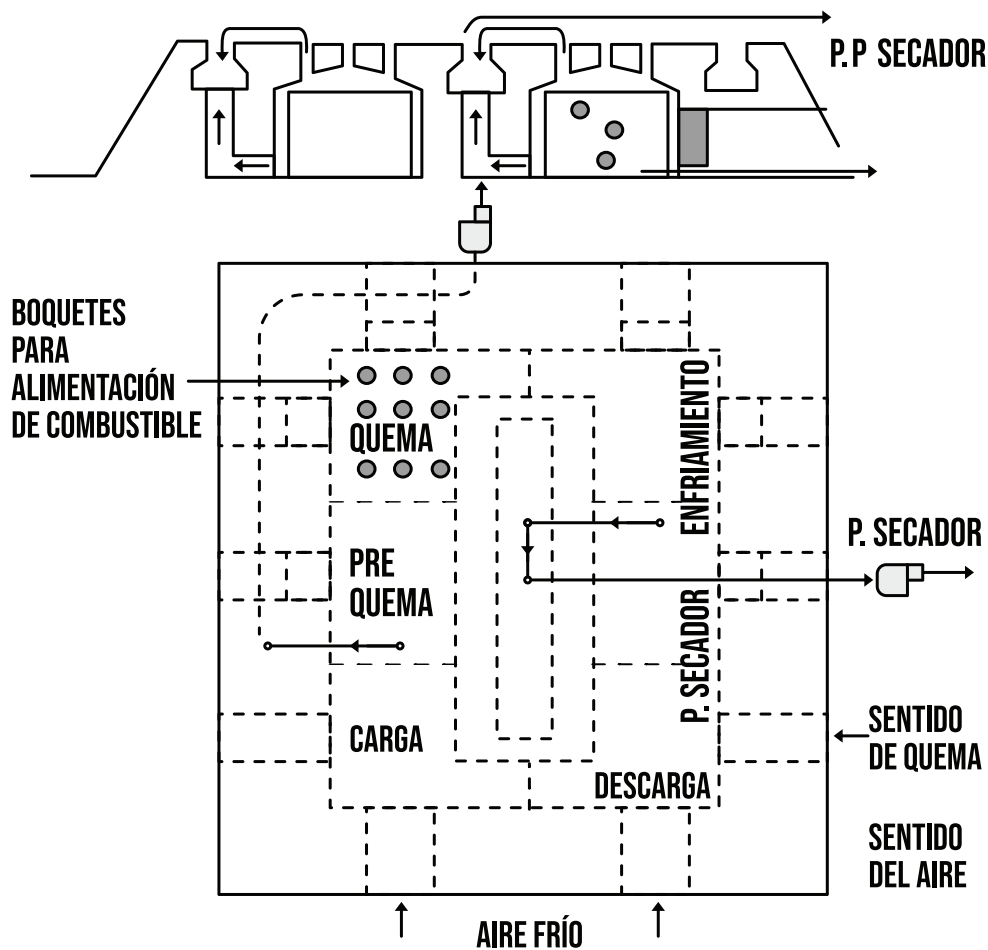 P.P SECADOR
BOQUETES
PARA
ALIMENTACIÓN
DE COMBUSTIBLE
QUEMA
ENFRIAMIENTO
P. SECADOR
PRE
QUEMA
P. SECADOR
CARGA
SENTIDO
DE QUEMA
DESCARGA
SENTIDO
DEL AIRE
AIRE FRÍO